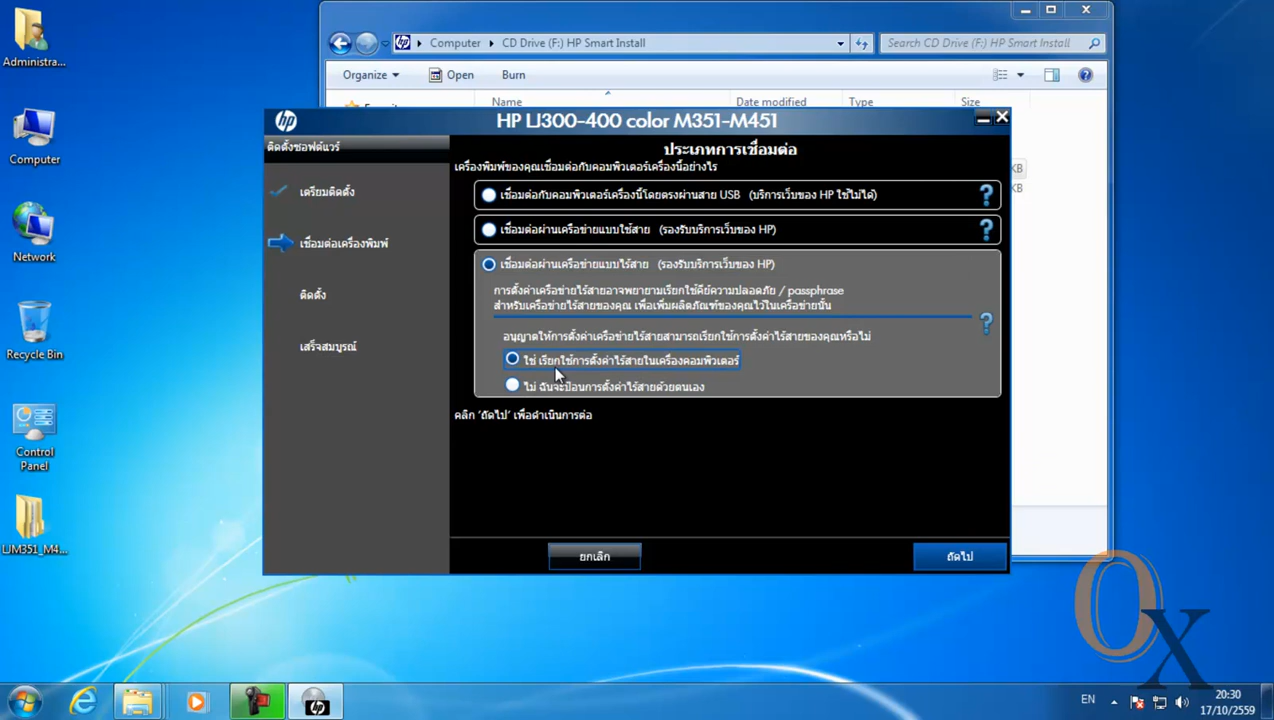 Administra...
Computer
Network
Recycle Bin
Control
Panel
LJM351_M4...
Computer
CD Drive (F:) HP Smart Install
Search CD Drive (F:) HP Smart Install
Organize
Open
Burn
Name
Date modified
Type
Size
KB
KB
hp
HP LJ300-400 color M351-M451
ติดตั้งซอฟต์แวร์
เตรียมติดตั้ง
เชื่อมต่อเครื่องพิมพ์
ติดตั้ง
เสร็จสมบูรณ์
ประเภทการเชื่อมต่อ
เครื่องพิมพ์ของคุณเชื่อมต่อกับคอมพิวเตอร์เครื่องนี้อย่างไร
เชื่อมต่อกับคอมพิวเตอร์เครื่องนี้โดยตรงผ่านสาย USB (บริการเว็บของ HP ใช้ไม่ได้)
?
เชื่อมต่อผ่านเครือข่ายแบบใช้สาย (รองรับบริการเว็บของ HP)
?
เชื่อมต่อผ่านเครือข่ายแบบไร้สาย (รองรับบริการเว็บของ HP)
การตั้งค่าเครือข่ายไร้สายอาจพยายามเรียกใช้คีย์ความปลอดภัย / passphrase
สำหรับเครือข่ายไร้สายของคุณ เพื่อเพิ่มผลิตภัณฑ์ของคุณไว้ในเครือข่ายนั้น
?
อนุญาตให้การตั้งค่าเครือข่ายไร้สายสามารถเรียกใช้การตั้งค่าไร้สายของคุณหรือไม่
ใช่ เรียกใช้การตั้งค่าไร้สายในเครื่องคอมพิวเตอร์
ไม่ ฉันจะป้อนการตั้งค่าไร้สายด้วยตนเอง
คลิก 'ถัดไป' เพื่อดำเนินการต่อ
ยกเลิก
ถัดไป
OX
EN
20:30
17/10/2559